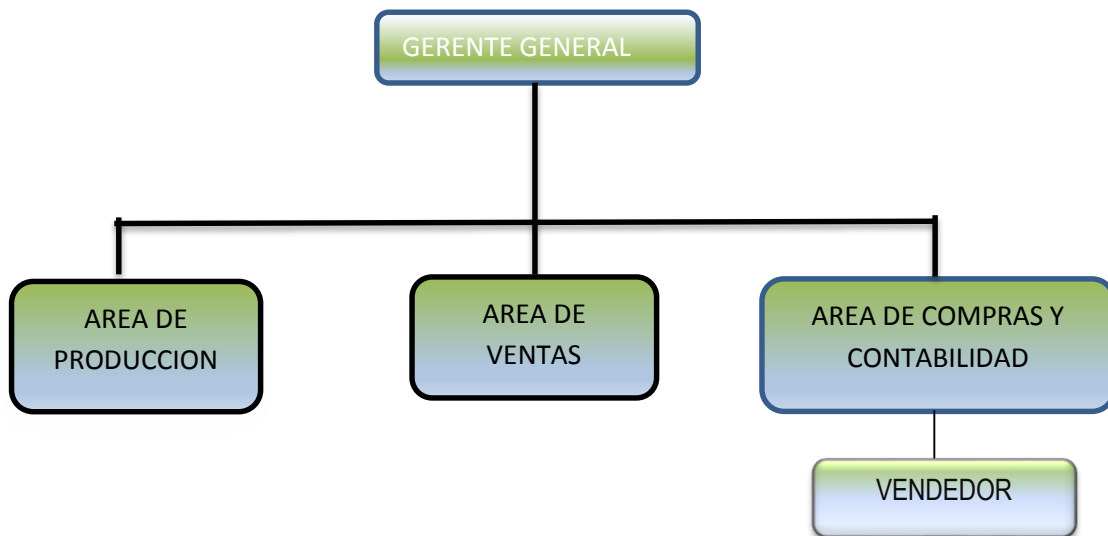 GERENTE GENERAL
AREA DE
PRODUCCION
AREA DE
VENTAS
AREA DE COMPRAS Y
CONTABILIDAD
VENDEDOR